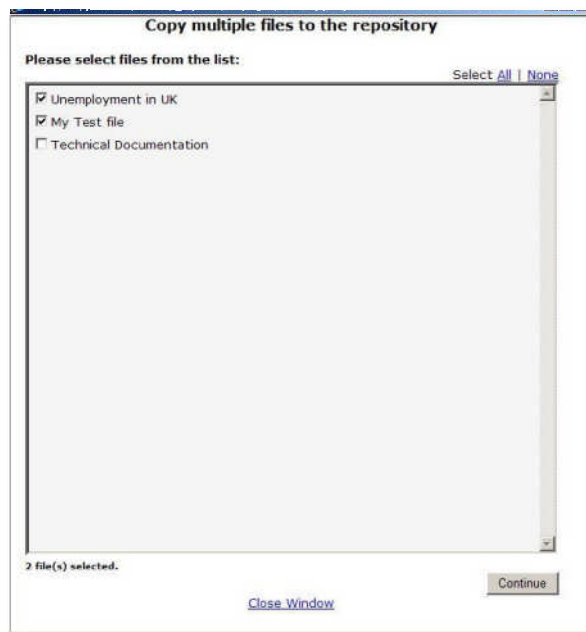 Copy multiple files to the repository
Please select files from the list:
Select All | None
Unemployment in UK
My Test file
Technical Documentation
2 file(s) selected.
Continue
Close Window